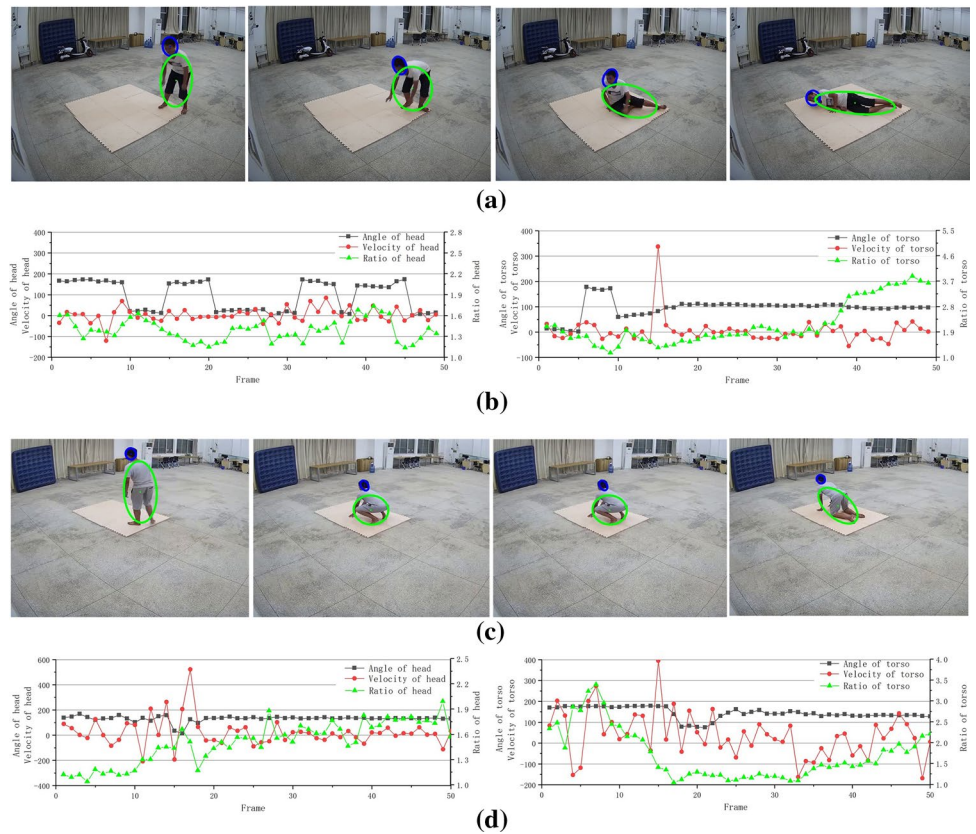 (a)
400
300
200
100
0
-100
-200
0
10
20
30
40
50
2.8
2.5
2.2
1.9
1.6
1.3
1.0
Angle of head
Velocity of head
Ratio of head
Angle of head
Velocity of head
Ratio of head
Frame
400
300
200
100
0
-100
0
10
20
30
40
50
5.5
4.6
3.7
2.8
1.9
1.0
Angle of torso
Velocity of torso
Ratio of torso
Angle of torso
Velocity of torso
Ratio of torso
Frame
(b)
(c)
600
400
200
0
-200
-400
0
10
20
30
40
50
2.5
2.2
1.9
1.6
1.3
1.0
Angle of head
Velocity of head
Ratio of head
Angle of head
Velocity of head
Ratio of head
Frame
400
300
200
100
0
-100
-200
0
10
20
30
40
50
4.0
3.5
3.0
2.5
2.0
1.5
1.0
Angle of torso
Velocity of torso
Ratio of torso
Angle of torso
Velocity of torso
Ratio of torso
Frame
(d)